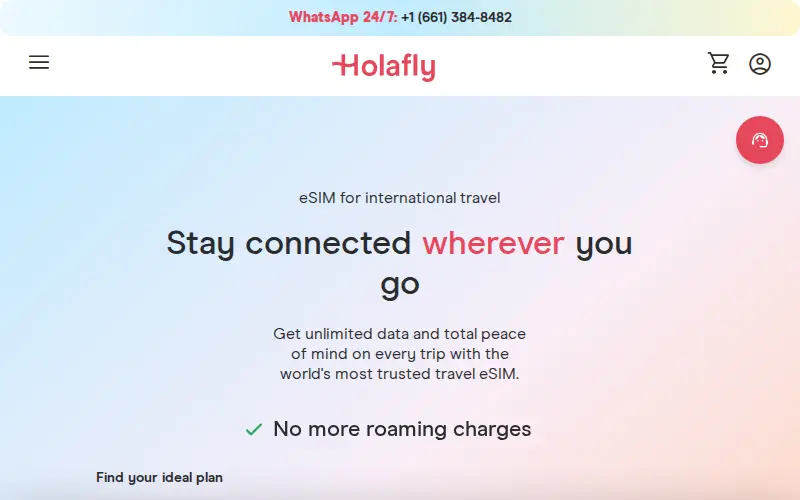 WhatsApp 24/7: +1 (661) 384-8482
Holafly
eSIM for international travel
Stay connected wherever you
go
Get unlimited data and total peace
of mind on every trip with the
world's most trusted travel eSIM.
No more roaming charges
Find your ideal plan